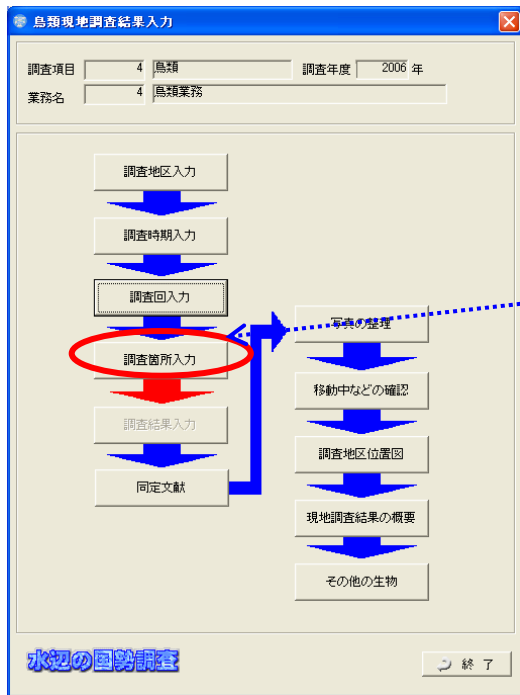 鳥類現地調査結果入力
調査項目 4 鳥類 調査年度 2006 年
業務名 4 鳥類業務
調査地区入力
調査時期入力
調査回入力
調査箇所入力
調査結果入力
同定文献
写真の整理
移動中などの確認
調査地区位置図
現地調査結果の概要
その他の生物
水辺の国勢調査
終 了